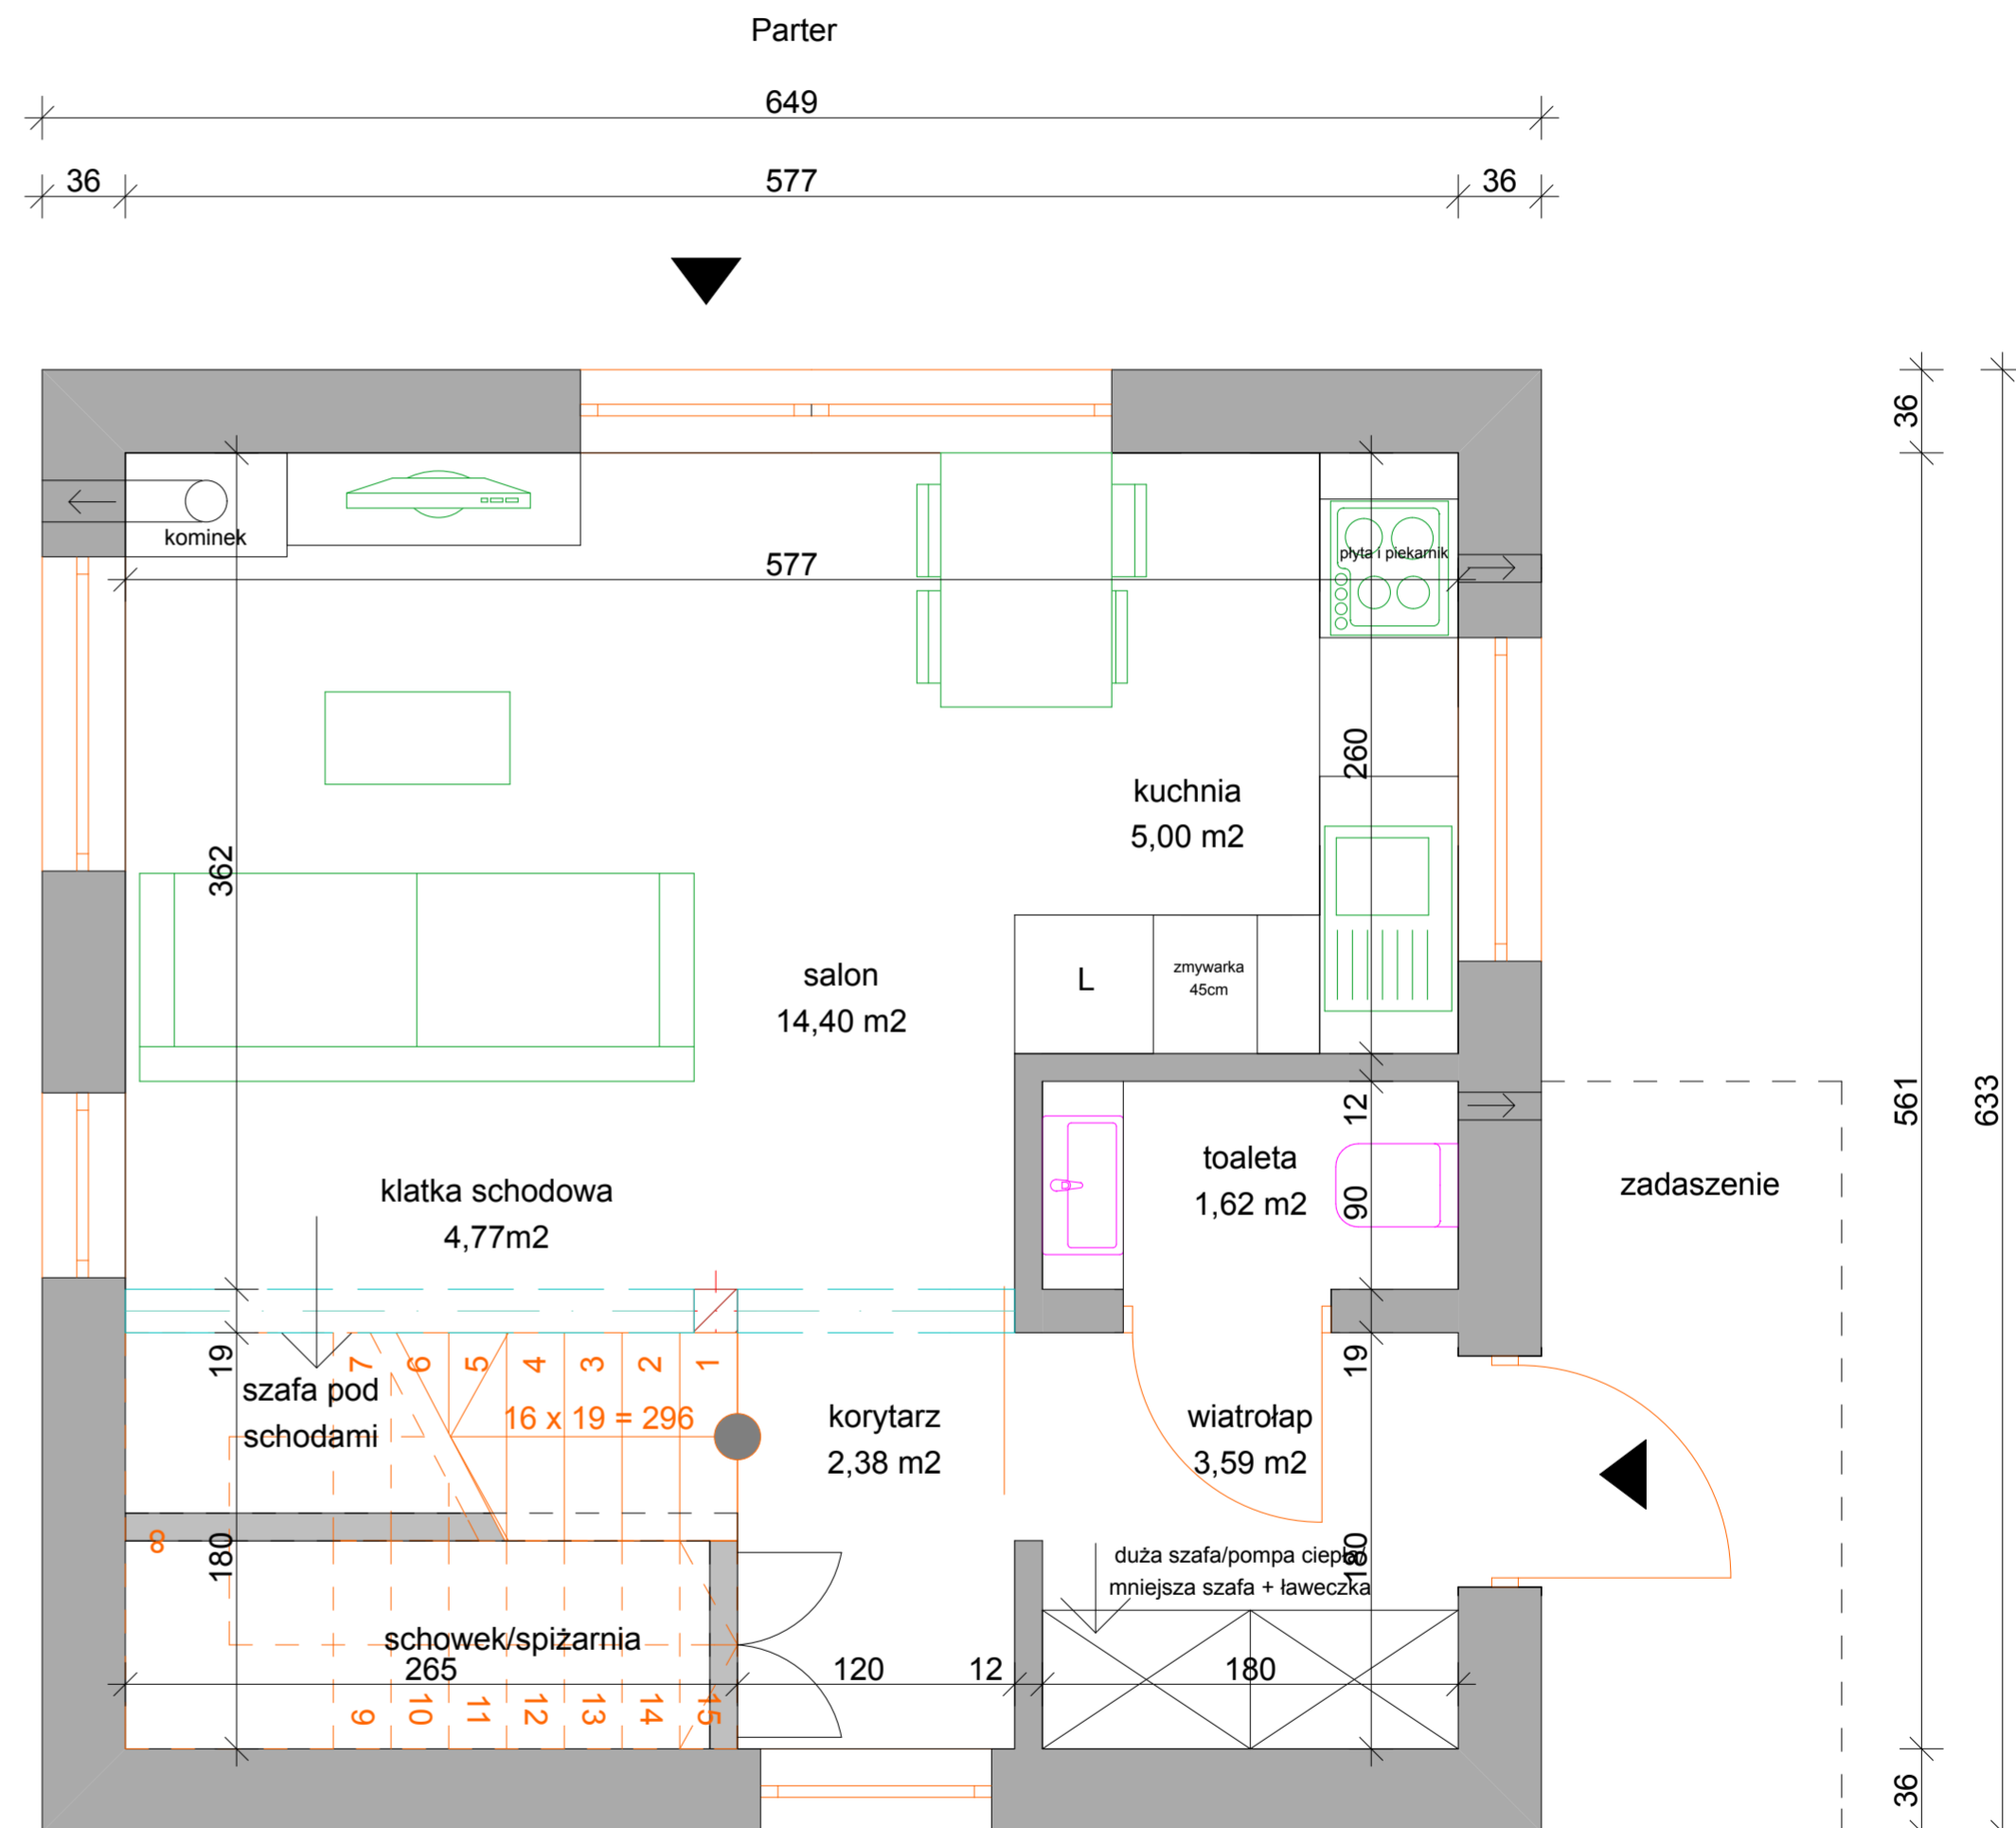 Parter
649
36
577
36
36
kominek
577
płyta i piekarnik
260
kuchnia
5,00 m2
362
salon
14,40 m2
L
zmywarka
45cm
561
633
12
toaleta
1,62 m2
90
zadaszenie
klatka schodowa
4,77m2
19
7
6
5
4
3
2
1
19
szafa pod
schodami
16 x 19 = 296
korytarz
2,38 m2
wiatrołap
3,59 m2
8
180
duża szafa/pompa ciepła/
mniejsza szafa + ławeczka
180
schowek/spiżarnia
265
120
12
180
9
10
11
12
13
14
15
36